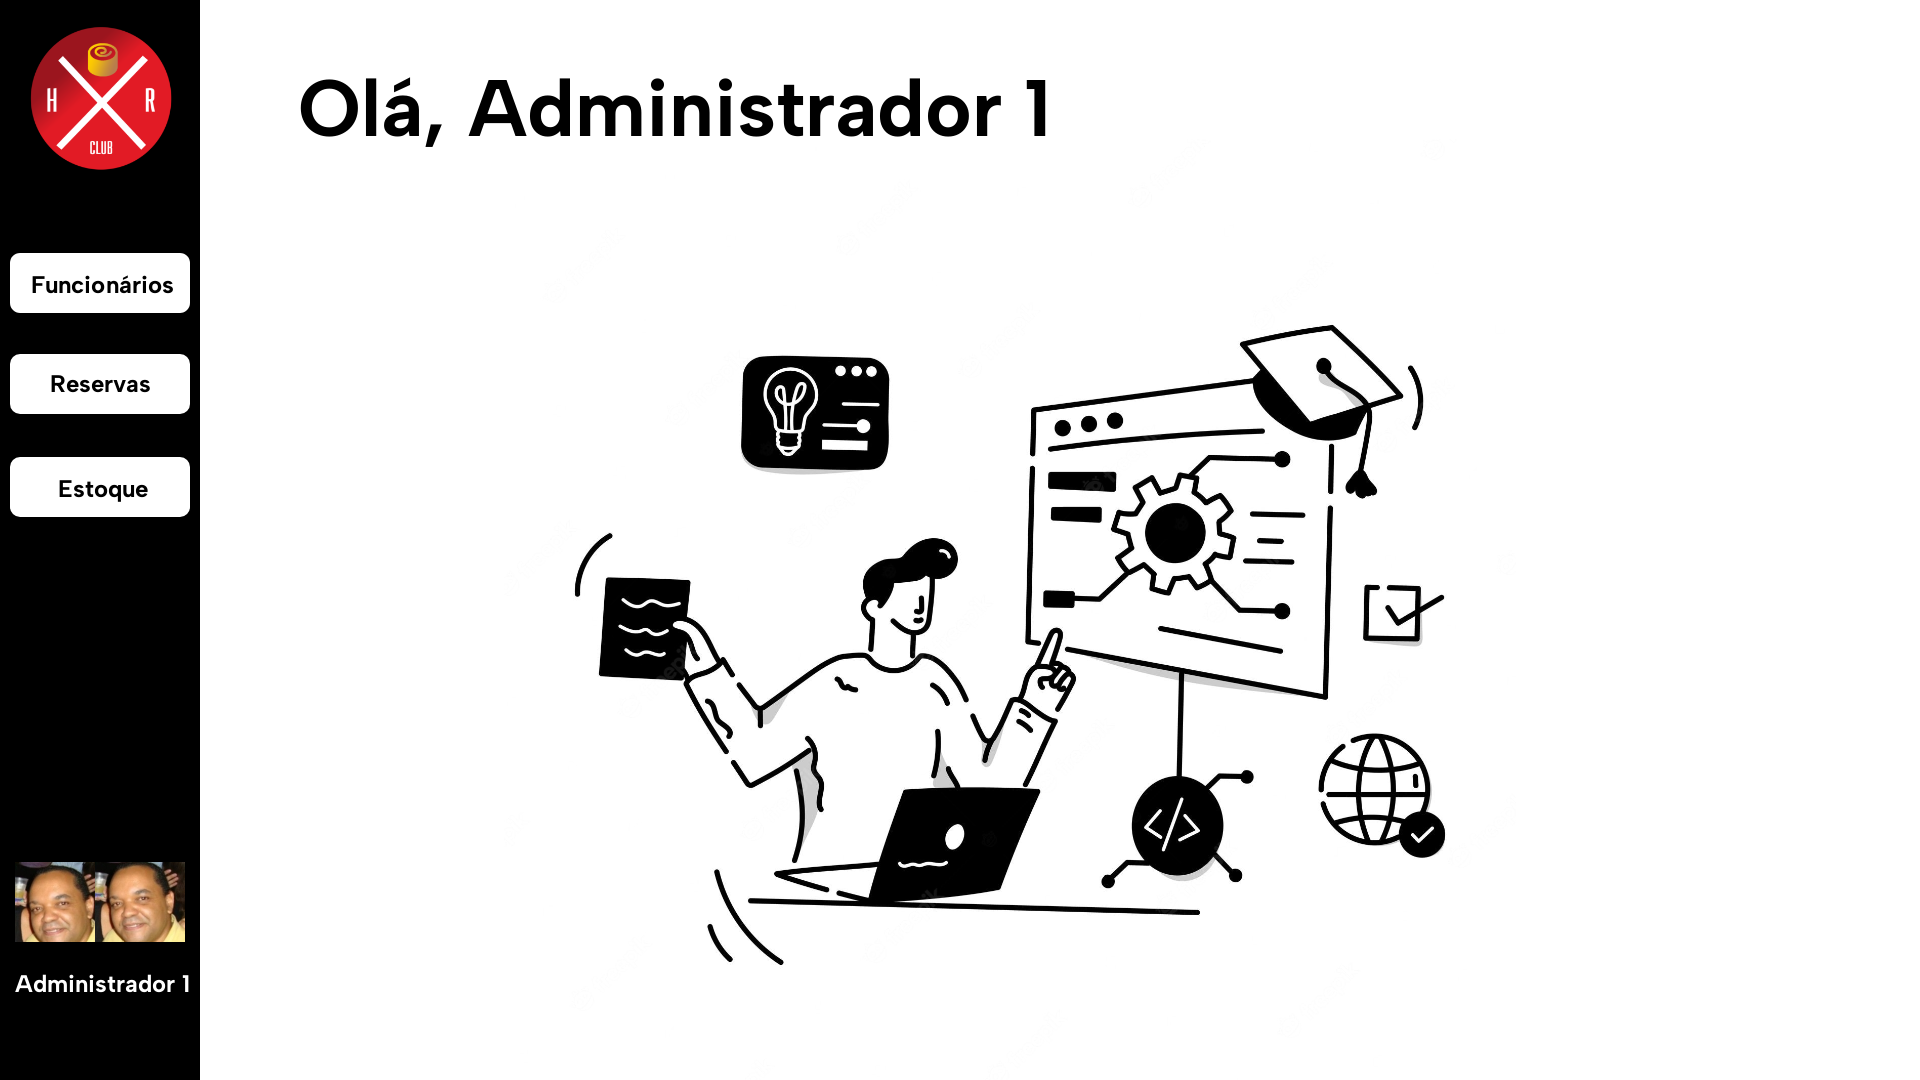 H R
CLUB
Olá, Administrador 1
Funcionários
Reservas
Estoque
Administrador 1